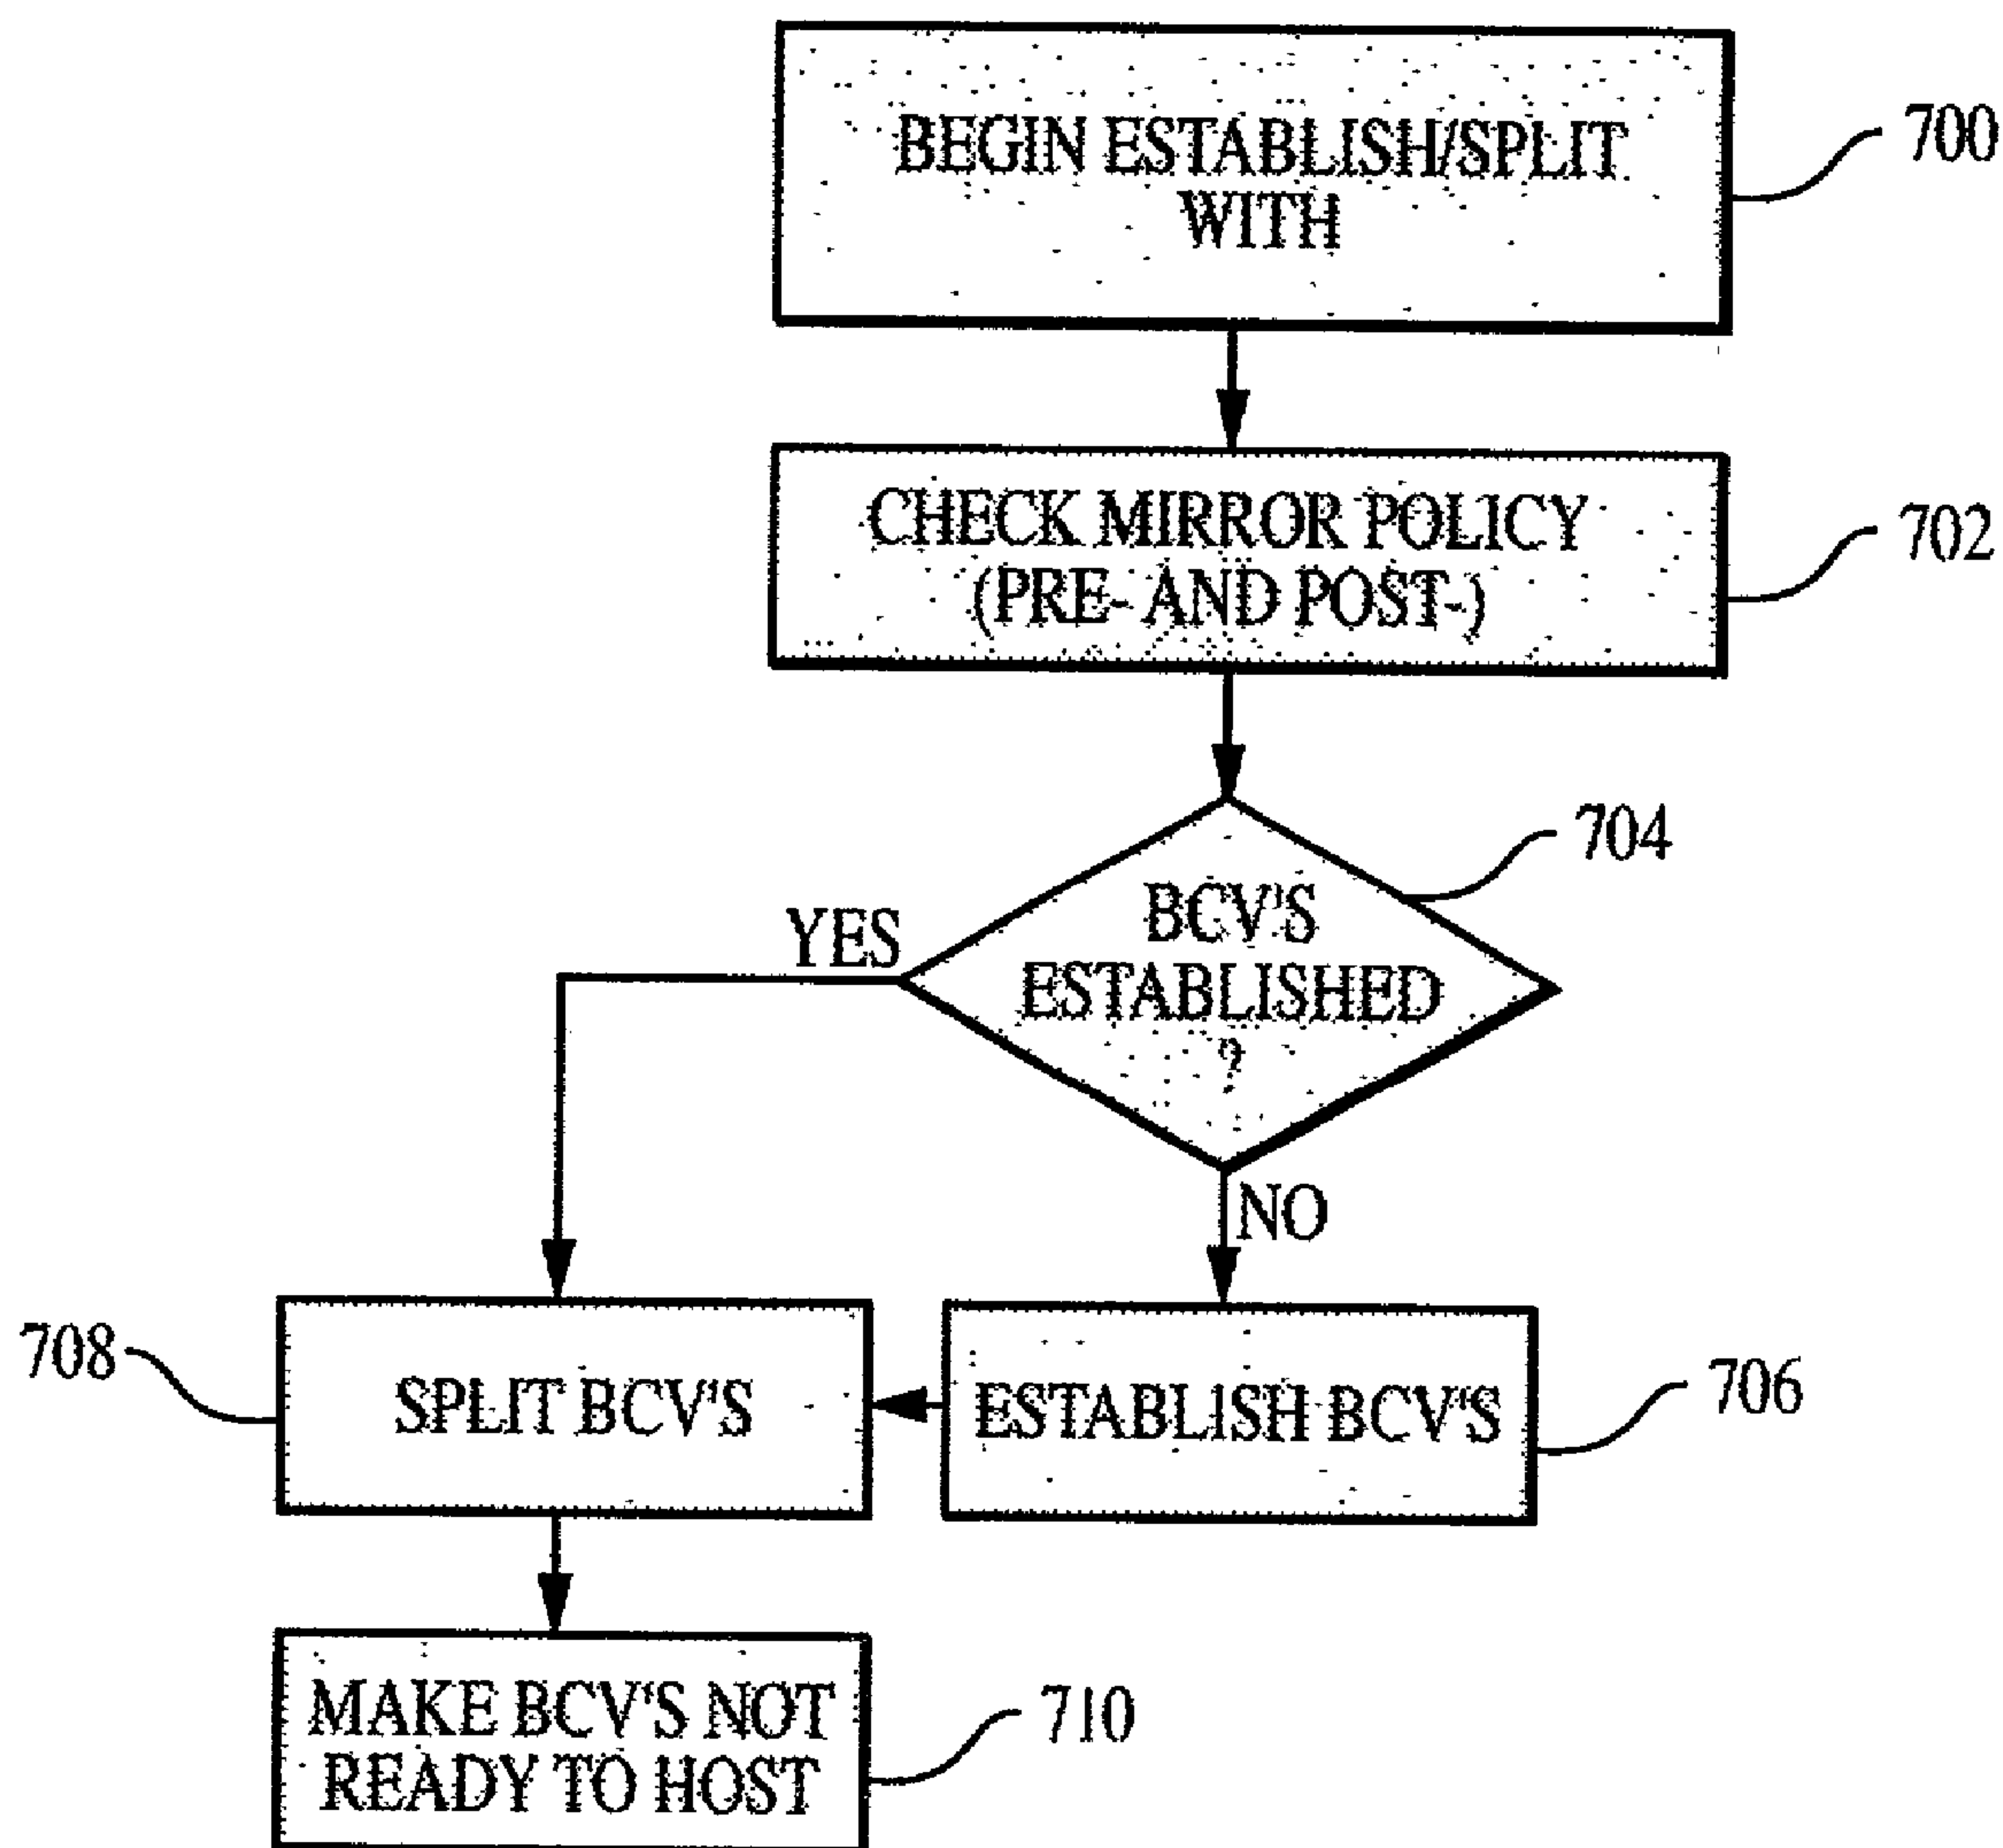 BEGIN ESTABLISH/SPLIT
WITH
700
CHECK MIRROR POLICY
(PRE- AND POST-)
702
704
BCV'S
ESTABLISHED
?
YES
NO
708
SPLIT BCV'S
ESTABLISH BCV'S
706
MAKE BCV'S NOT
READY TO HOST
710